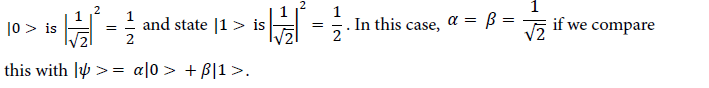 |0 > is |1/√2|² = 1/2 and state |1 > is |1/√2|² = 1/2. In this case, α = β = 1/√2 if we compare
this with |ψ >= α|0 > + β|1 >.